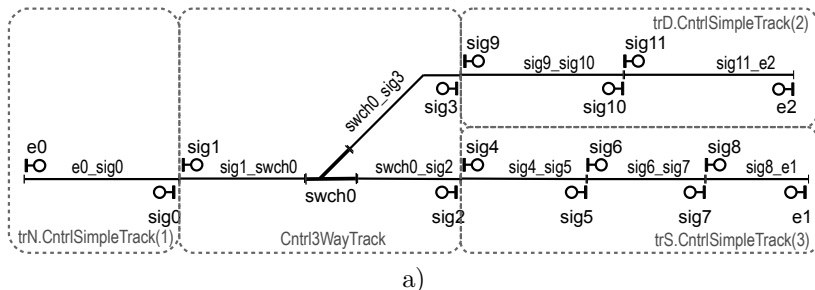 trD.CntrlSimpleTrack(2)
sig9
sig11
sig9_sig10
sig11_e2
swch0_sig3
sig3
sig10
e2
e0
sig1
sig4
sig6
sig8
e0_sig0
sig1_swch0
swch0_sig2
sig4_sig5
sig6_sig7
sig8_e1
sig0
swch0
sig2
sig5
sig7
e1
trN.CntrlSimpleTrack(1)
Cntrl3WayTrack
trS.CntrlSimpleTrack(3)
a)